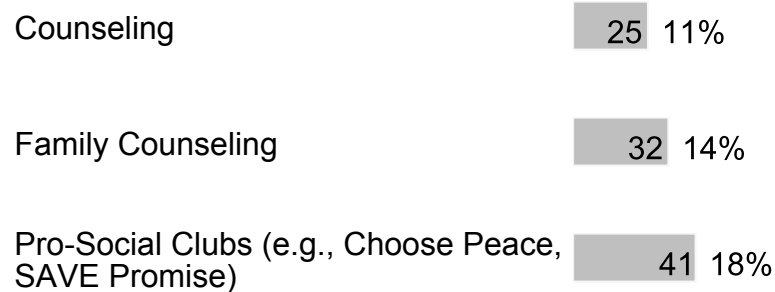 Counseling 25 11%
Family Counseling 32 14%
Pro-Social Clubs (e.g., Choose Peace,
SAVE Promise) 41 18%